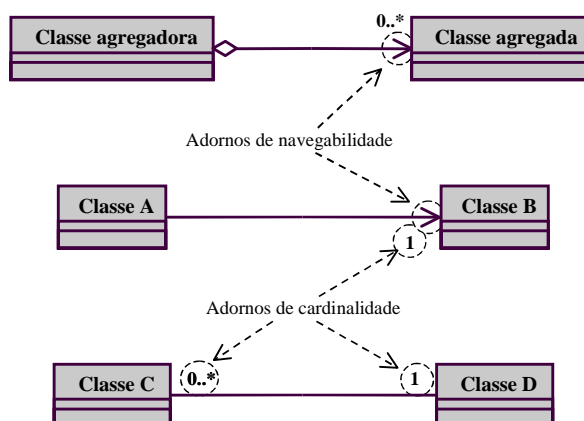 0..*
Classe agregadora
Classe agregada
Adornos de navegabilidade
Classe A
Classe B
1
Adornos de cardinalidade
Classe C
0..*
1
Classe D